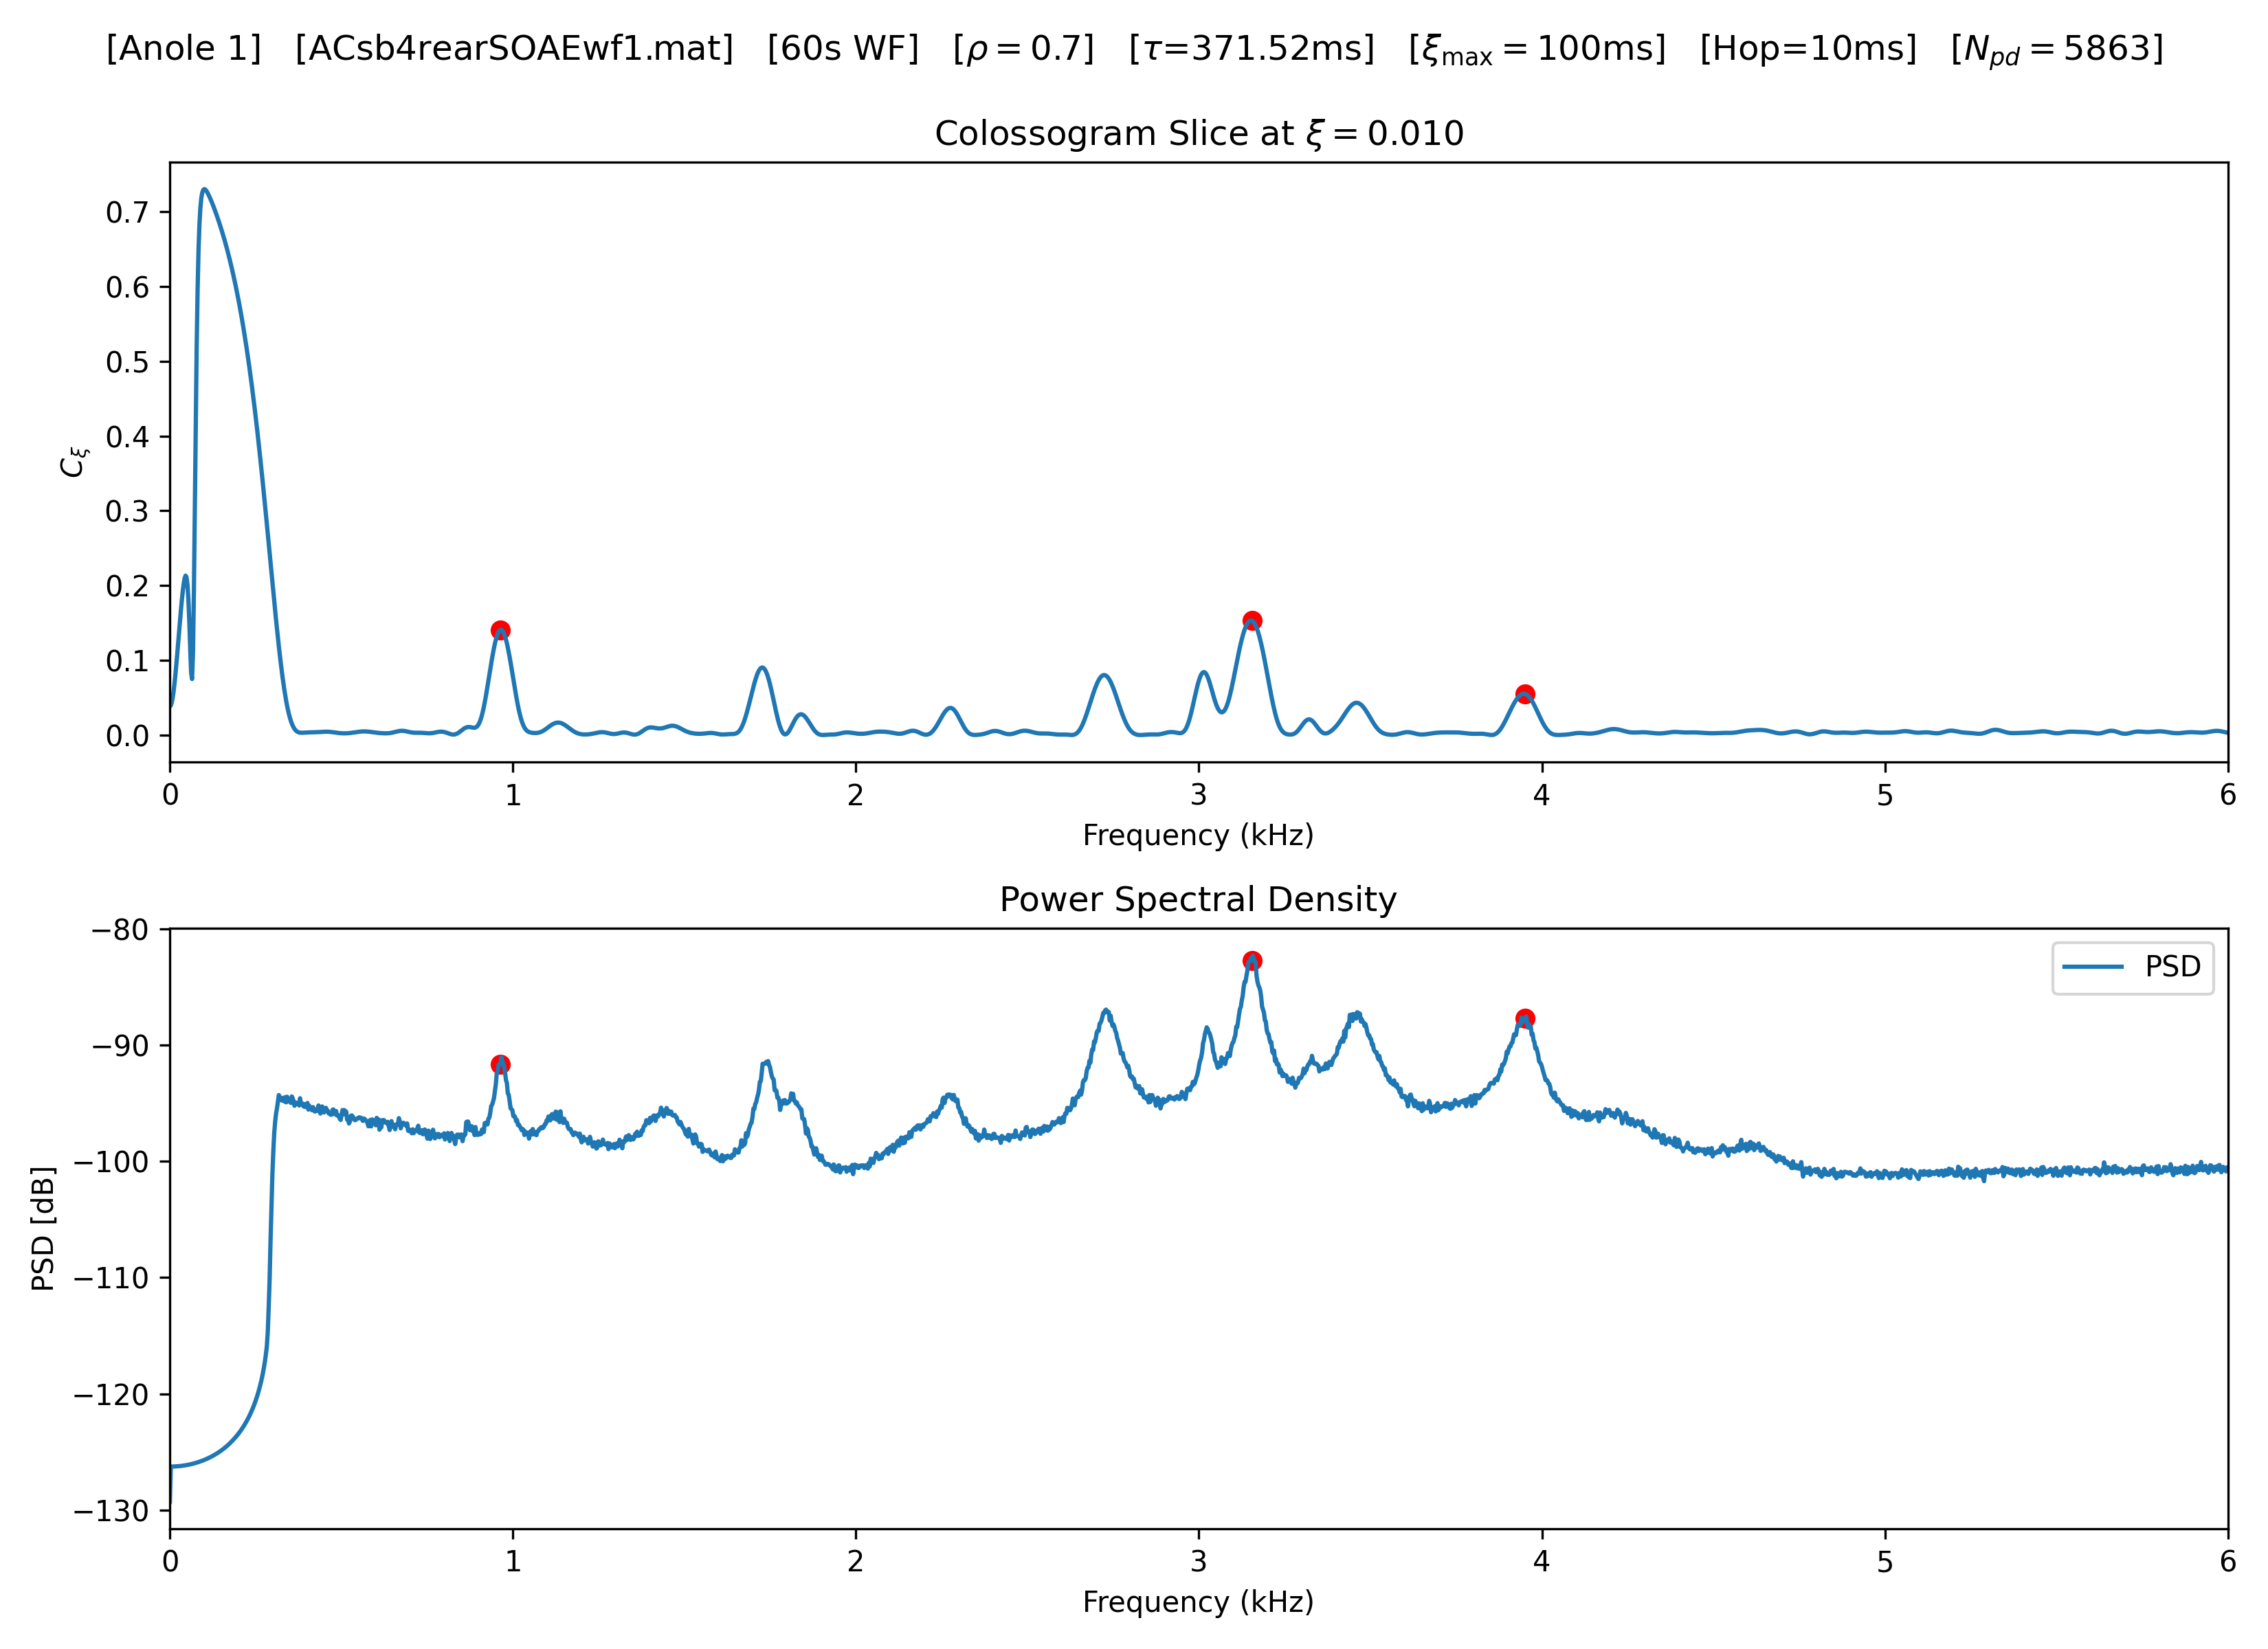 [Anole 1] [ACsb4rearSOAEwf1.mat] [60s WF] [ρ = 0.7] [τ=371.52ms] [ξmax = 100ms] [Hop=10ms] [Npd = 5863]
Colossogram Slice at ξ = 0.010
0.7
0.6
0.5
0.4
0.3
0.2
0.1
0.0
Cξ
0 1 2 3 4 5 6
Frequency (kHz)
Power Spectral Density
−80
−90
−100
−110
−120
−130
PSD [dB]
PSD
0 1 2 3 4 5 6
Frequency (kHz)